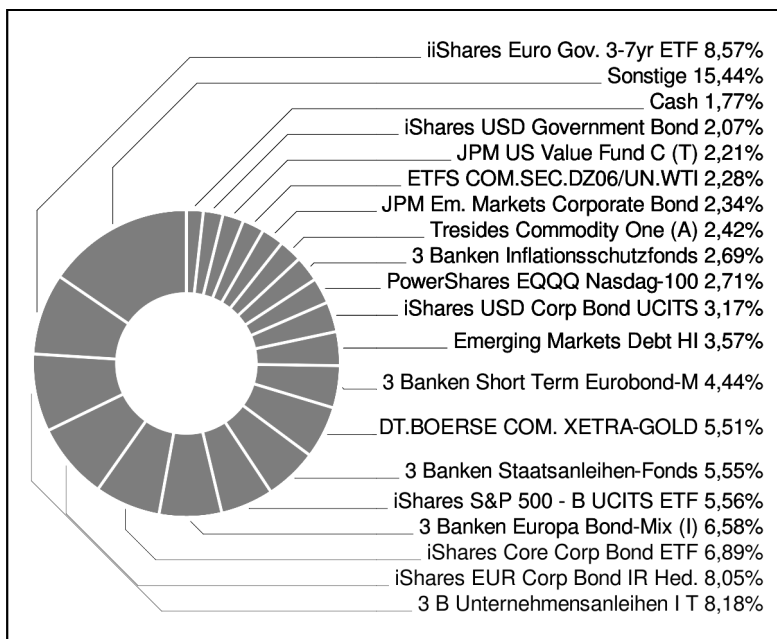 iiShares Euro Gov. 3-7yr ETF 8,57%
Sonstige 15,44%
Cash 1,77%
iShares USD Government Bond 2,07%
JPM US Value Fund C (T) 2,21%
ETFS COM.SEC.DZ06/UN.WTI 2,28%
JPM Em. Markets Corporate Bond 2,34%
Tresides Commodity One (A) 2,42%
3 Banken Inflationsschutzfonds 2,69%
PowerShares EQQQ Nasdag-100 2,71%
iShares USD Corp Bond UCITS 3,17%
Emerging Markets Debt HI 3,57%
3 Banken Short Term Eurobond-M 4,44%
DT.BOERSE COM. XETRA-GOLD 5,51%
3 Banken Staatsanleihen-Fonds 5,55%
iShares S&P 500 - B UCITS ETF 5,56%
3 Banken Europa Bond-Mix (I) 6,58%
iShares Core Corp Bond ETF 6,89%
iShares EUR Corp Bond IR Hed. 8,05%
3 B Unternehmensanleihen I T 8,18%